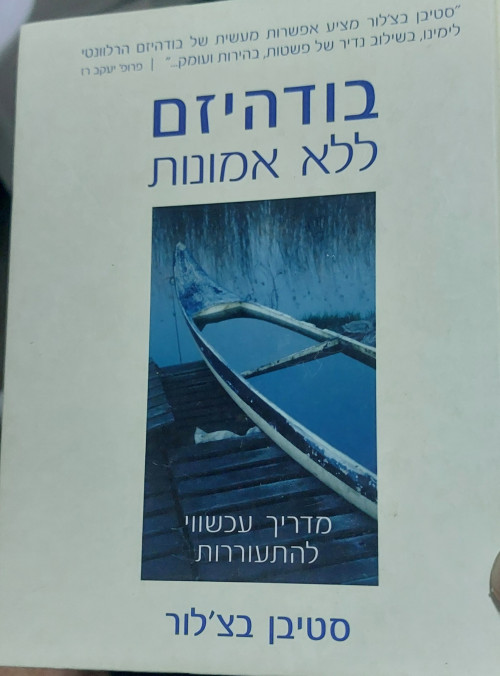 ״סטיבן בצ'לור מציע אפשרות מעשית של בודהיזם הרלוונטי
לימינו, בשילוב נדיר של פשטות, בהירות ועומק...״ | פרופ' יעקב רז
בודהיזם
ללא אמונות
מדריך עכשווי
להתעוררות
סטיבן בצ'לור